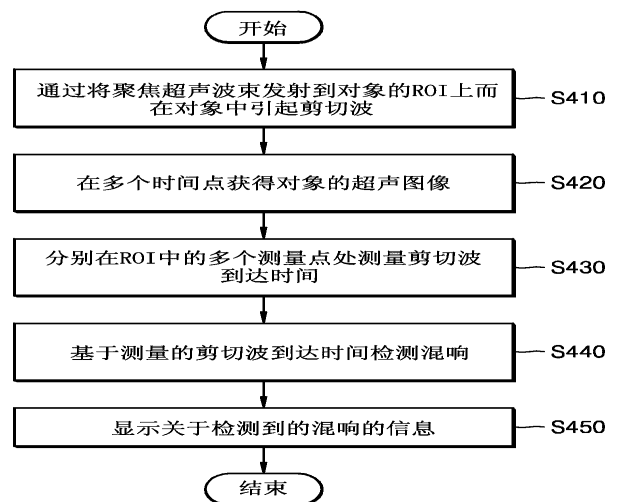 开始
通过将聚焦超声波束发射到对象的ROI上而
在对象中引起剪切波
S410
在多个时间点获得对象的超声图像
S420
分别在ROI中的多个测量点处测量剪切波
到达时间
S430
基于测量的剪切波到达时间检测混响
S440
显示关于检测到的混响的信息
S450
结束